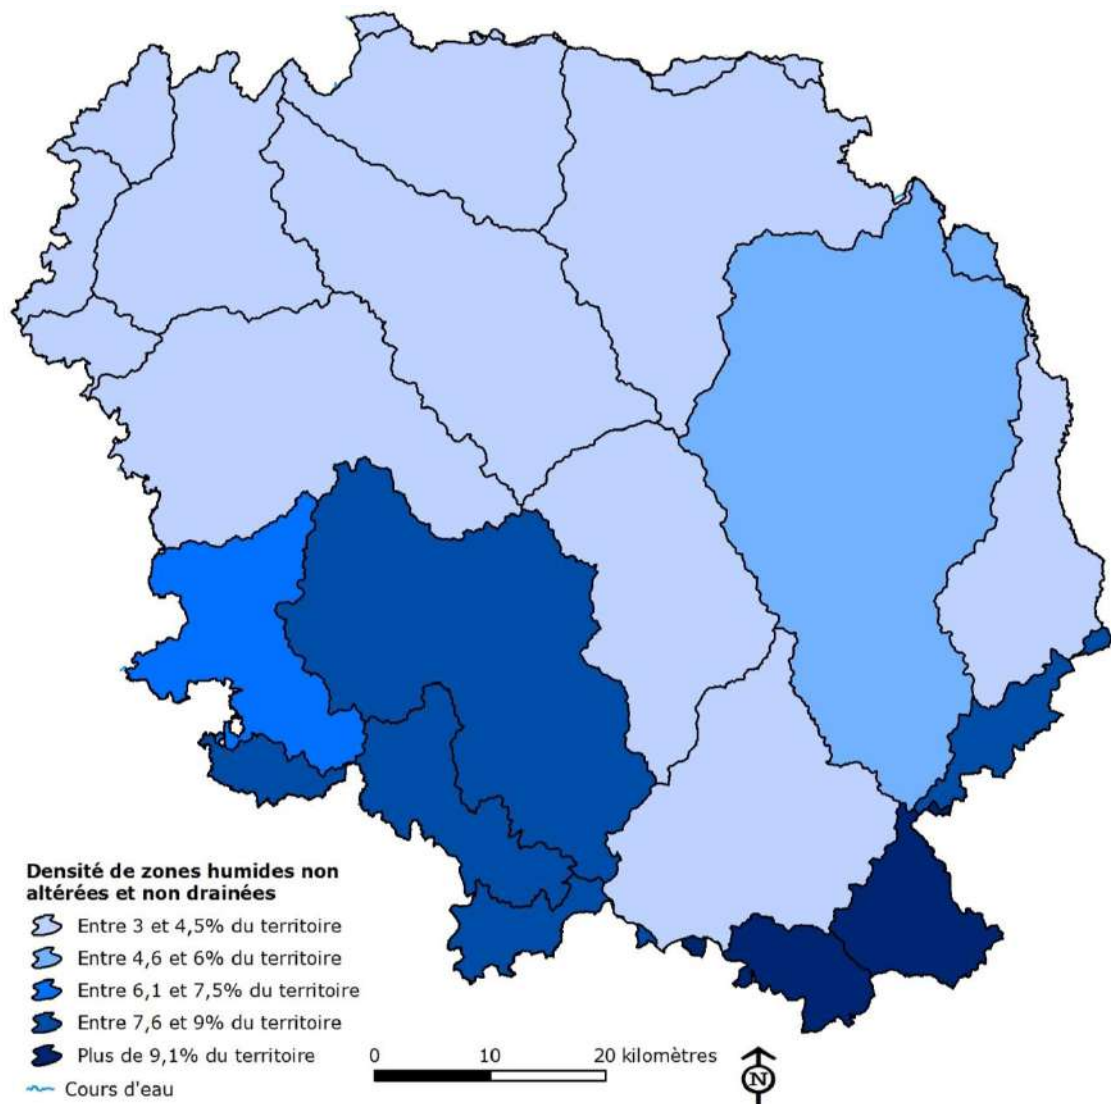 Densité de zones humides non
altérées et non drainées
Entre 3 et 4,5% du territoire
Entre 4,6 et 6% du territoire
Entre 6,1 et 7,5% du territoire
Entre 7,6 et 9% du territoire
Plus de 9,1% du territoire
Cours d'eau
0 10 20 kilomètres
N